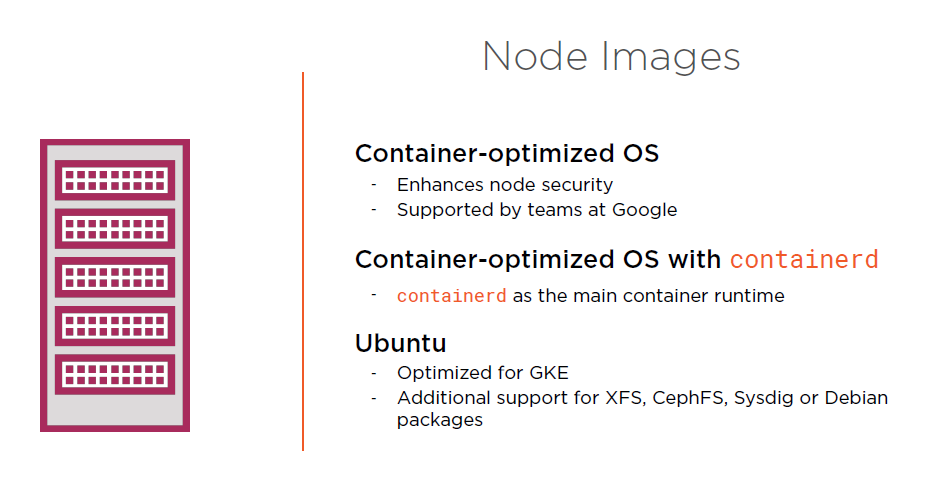 Node Images
Container-optimized OS
- Enhances node security
- Supported by teams at Google
Container-optimized OS with containerd
- containerd as the main container runtime
Ubuntu
- Optimized for GKE
- Additional support for XFS, CephFS, Sysdig or Debian
packages